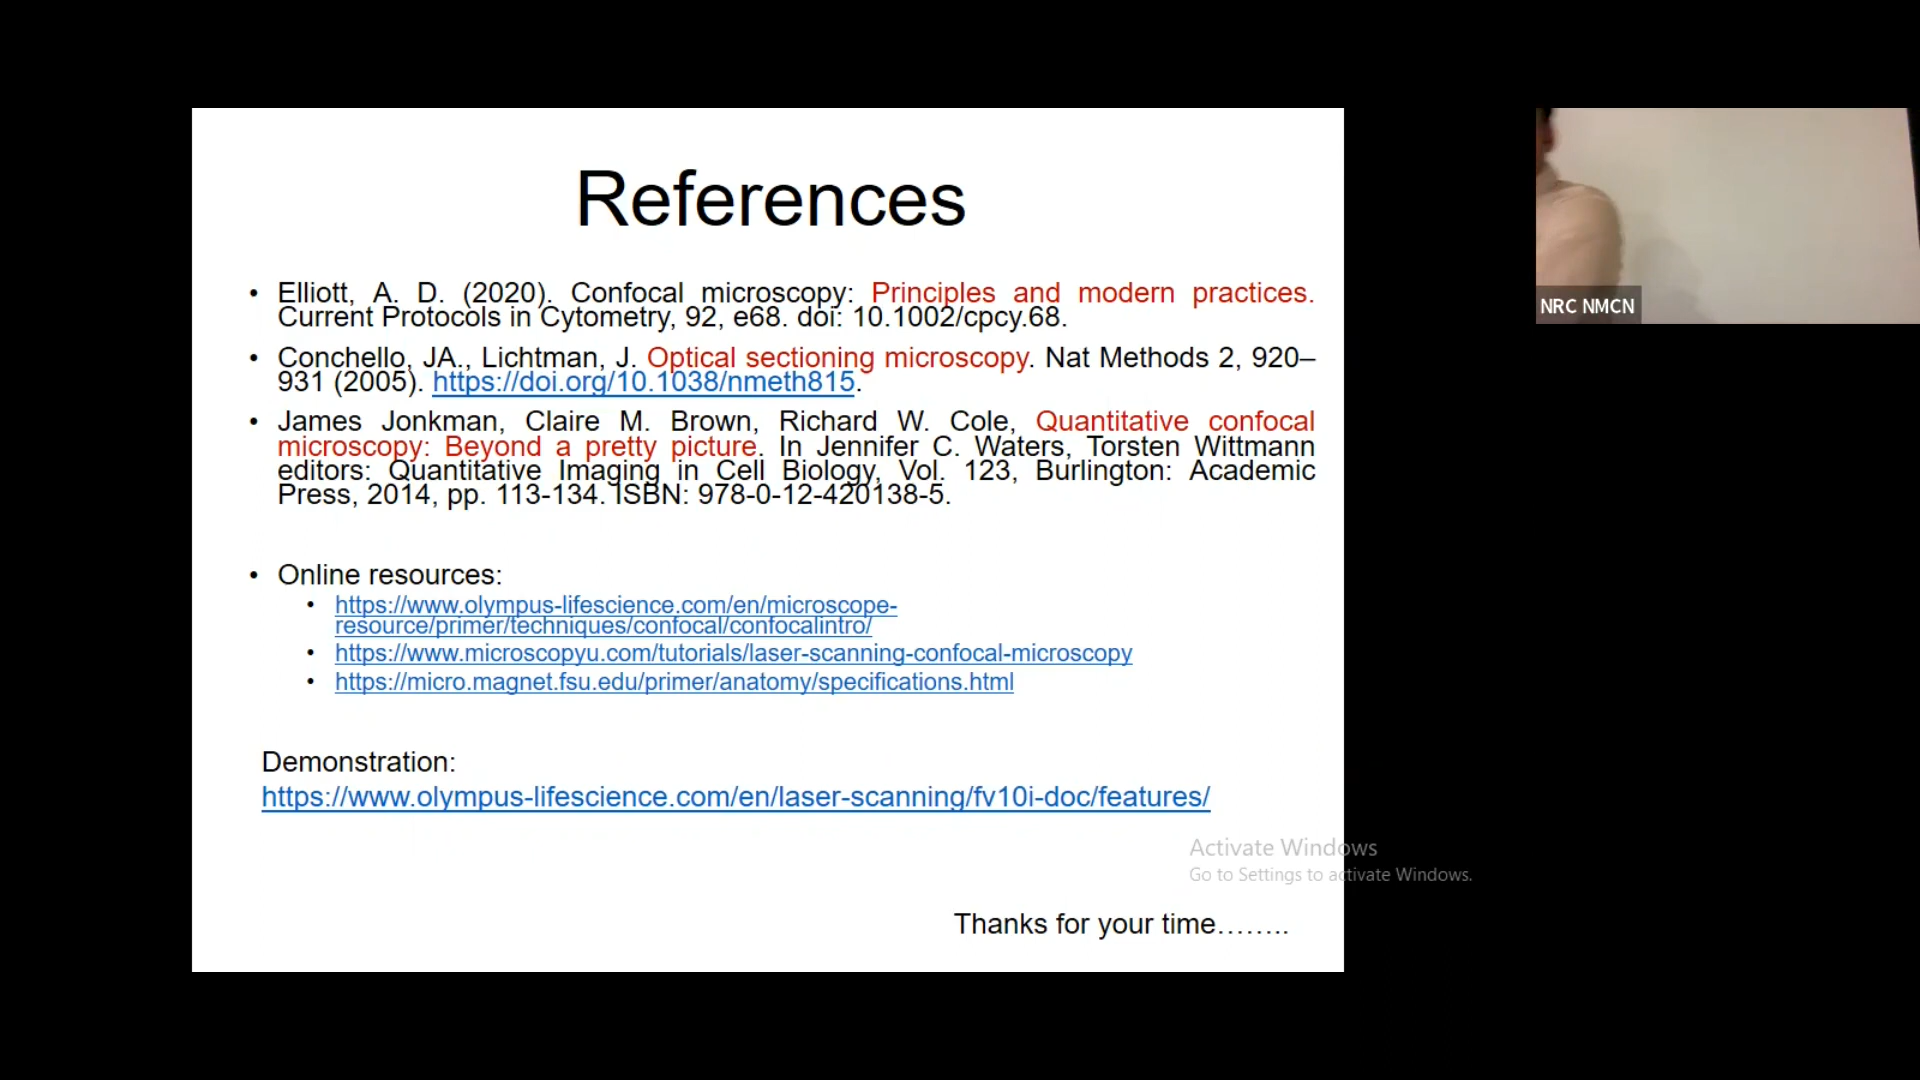 References
• Elliott, A. D. (2020). Confocal microscopy: Principles and modern practices.
Current Protocols in Cytometry, 92, e68. doi: 10.1002/cpcy.68.
• Conchello, JA., Lichtman, J. Optical sectioning microscopy. Nat Methods 2, 920–
931 (2005). https://doi.org/10.1038/nmeth815.
• James Jonkman, Claire M. Brown, Richard W. Cole, Quantitative confocal
microscopy: Beyond a pretty picture. In Jennifer C. Waters, Torsten Wittmann
editors: Quantitative Imaging in Cell Biology, Vol. 123, Burlington: Academic
Press, 2014, pp. 113-134. ISBN: 978-0-12-420138-5.
• Online resources:
• https://www.olympus-lifescience.com/en/microscope-
resource/primer/techniques/confocal/confocalintro/
• https://www.microscopyu.com/tutorials/laser-scanning-confocal-microscopy
• https://micro.magnet.fsu.edu/primer/anatomy/specifications.html
Demonstration:
https://www.olympus-lifescience.com/en/laser-scanning/fv10i-doc/features/
Activate Windows
Go to Settings to activate Windows.
Thanks for your time……..
NRC NMCN